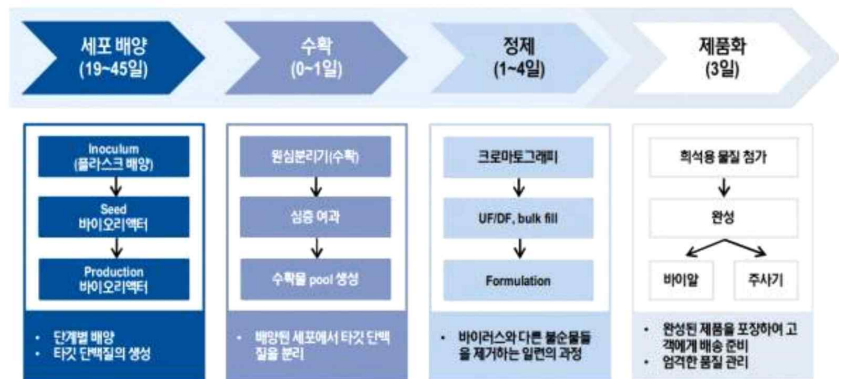 세포 배양
(19~45일)
수확
(0~1일)
정제
(1~4일)
제품화
(3일)
Inoculum
(플라스크 배양)
Seed
바이오리액터
Production
바이오리액터
• 단계별 배양
• 타깃 단백질의 생성
원심분리기(수확)
심층 여과
수확물 pool 생성
• 배양된 세포에서 타깃 단백
질을 분리
크로마토그래피
UF/DF, bulk fill
Formulation
• 바이러스와 다른 불순물들
을 제거하는 일련의 과정
희석용 물질 첨가
완성
바이알
주사기
• 완성된 제품을 포장하여 고
객에게 배송 준비
• 엄격한 품질 관리